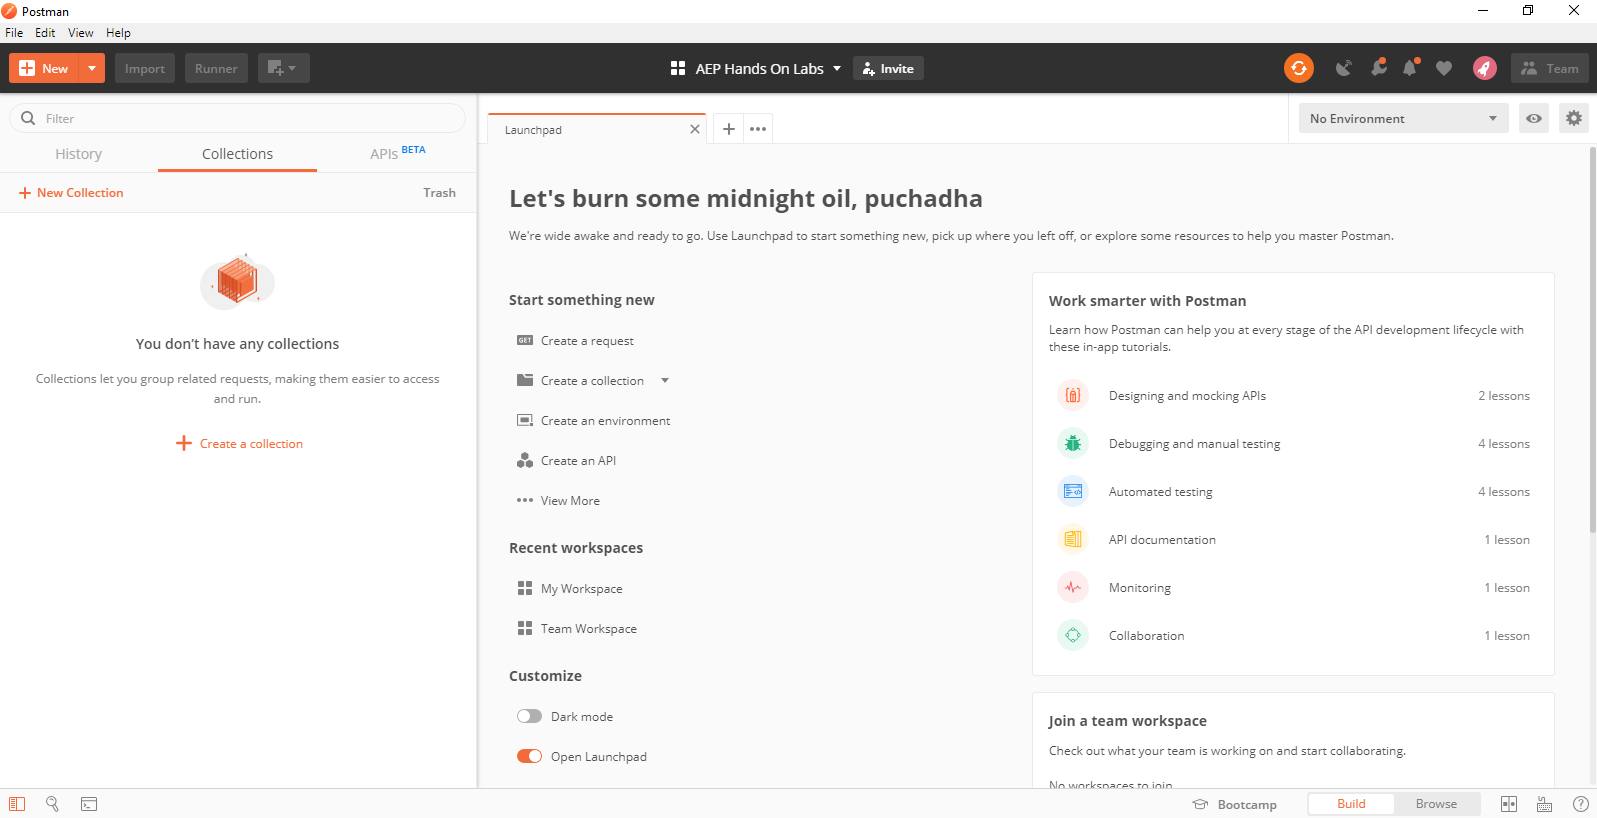 Postman
File Edit View Help
New Import Runner AEP Hands On Labs Invite Team
Filter
History Collections APIs BETA
New Collection Trash
You don't have any collections
Collections let you group related requests, making them easier to access
and run.
Create a collection
Launchpad
No Environment
Let's burn some midnight oil, puchadha
We're wide awake and ready to go. Use Launchpad to start something new, pick up where you left off, or explore some resources to help you master Postman.
Start something new
GET Create a request
Create a collection
Create an environment
Create an API
View More
Recent workspaces
My Workspace
Team Workspace
Customize
Dark mode
Open Launchpad
Work smarter with Postman
Learn how Postman can help you at every stage of the API development lifecycle with
these in-app tutorials.
Designing and mocking APIs 2 lessons
Debugging and manual testing 4 lessons
Automated testing 4 lessons
API documentation 1 lesson
Monitoring 1 lesson
Collaboration 1 lesson
Join a team workspace
Check out what your team is working on and start collaborating.
No workspaces to join
Bootcamp Build Browse